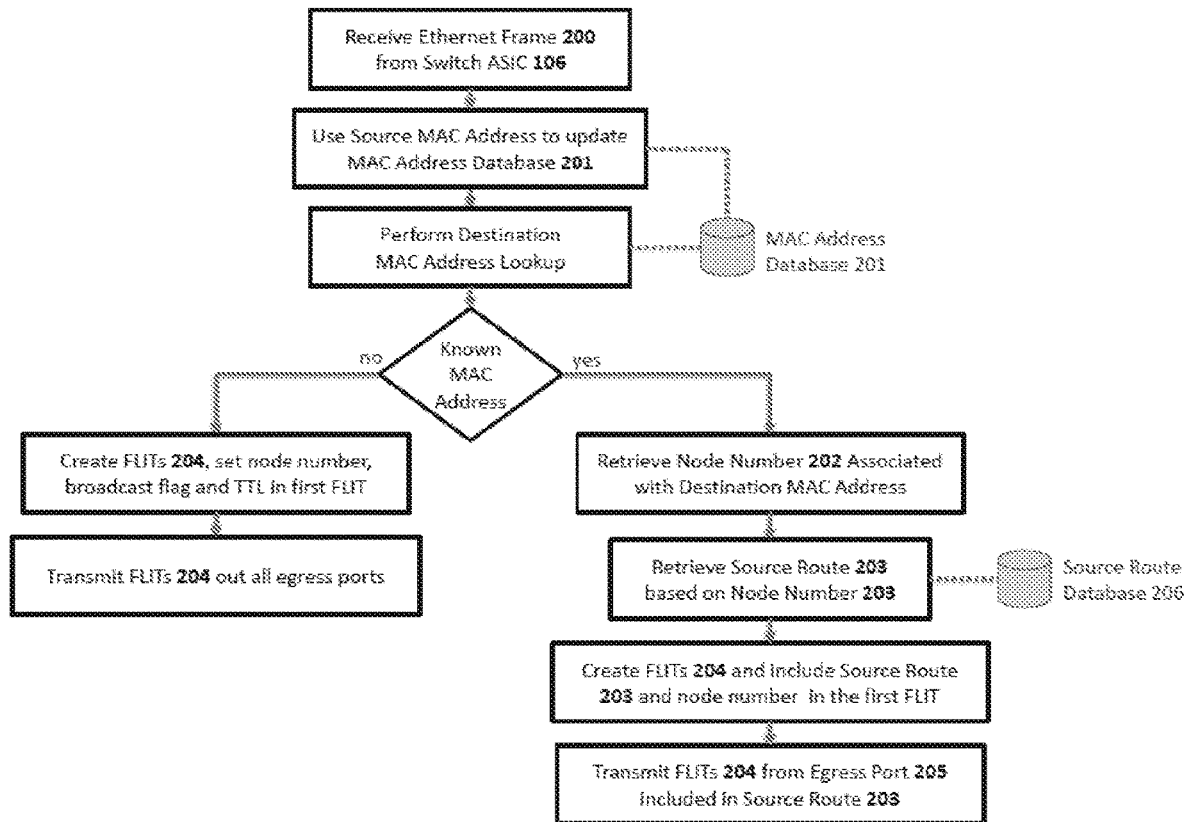 Receive Ethernet Frame 200
from Switch ASIC 106
Use Source MAC Address to update
MAC Address Database 201
Perform Destination
MAC Address Lookup
MAC Address
Database 201
no
Known
MAC
Address
yes
Create FLITs 204, set node number,
broadcast flag and TTL in first FLIT
Transmit FLITs 204 out all egress ports
Retrieve Node Number 202 Associated
with Destination MAC Address
Retrieve Source Route 203
based on Node Number 203
Source Route
Database 206
Create FLITs 204 and include Source Route
203 and node number in the first FLIT
Transmit FLITs 204 from Egress Port 205
included in Source Route 203